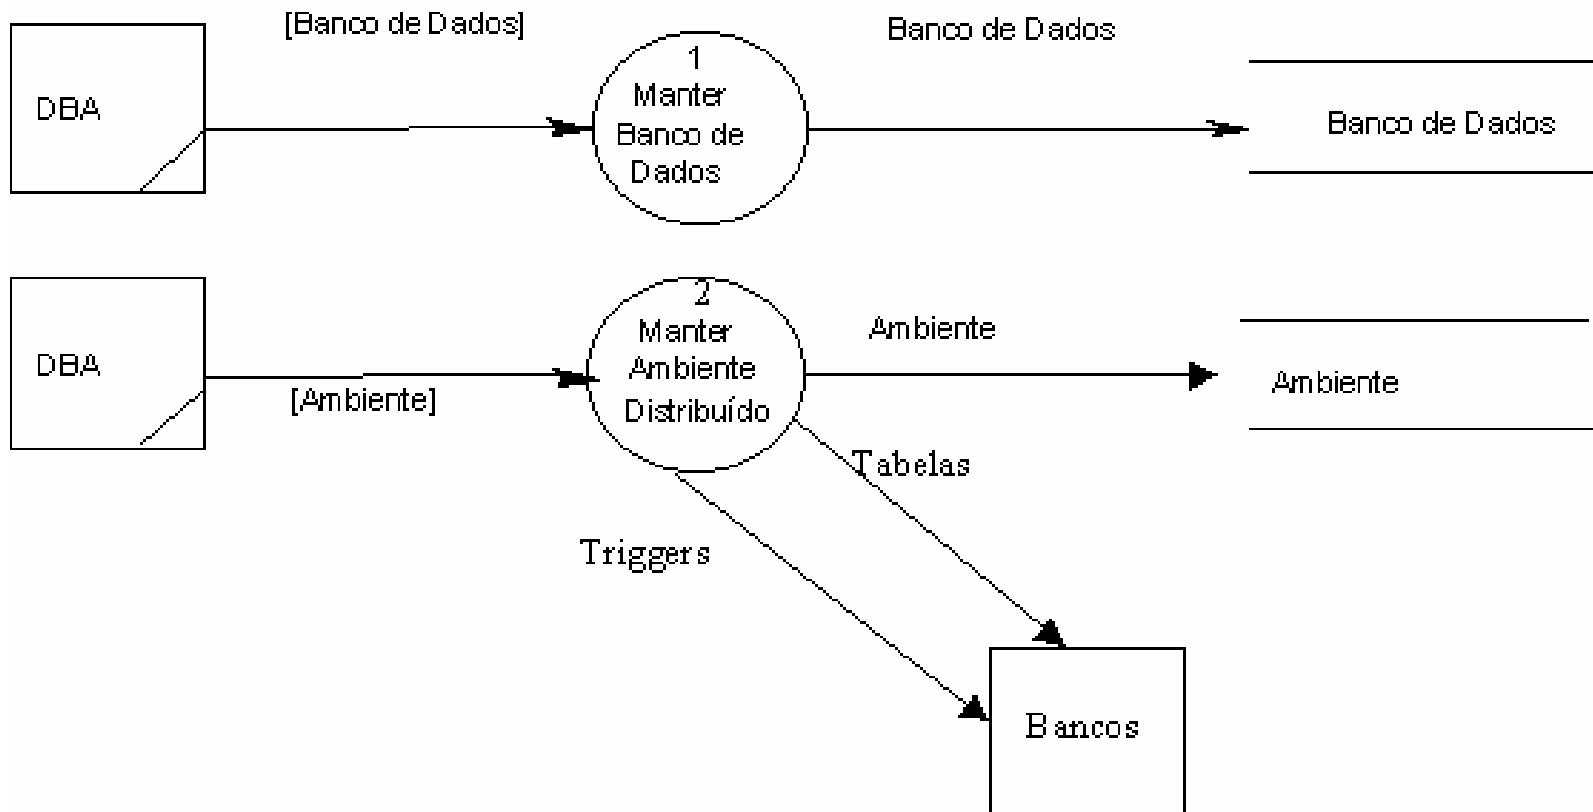 [Banco de Dados]
Banco de Dados
DBA
1
Manter
Banco de
Dados
Banco de Dados
DBA
[Ambiente]
2
Manter
Ambiente
Distribuído
Ambiente
Ambiente
Tabelas
Triggers
Bancos